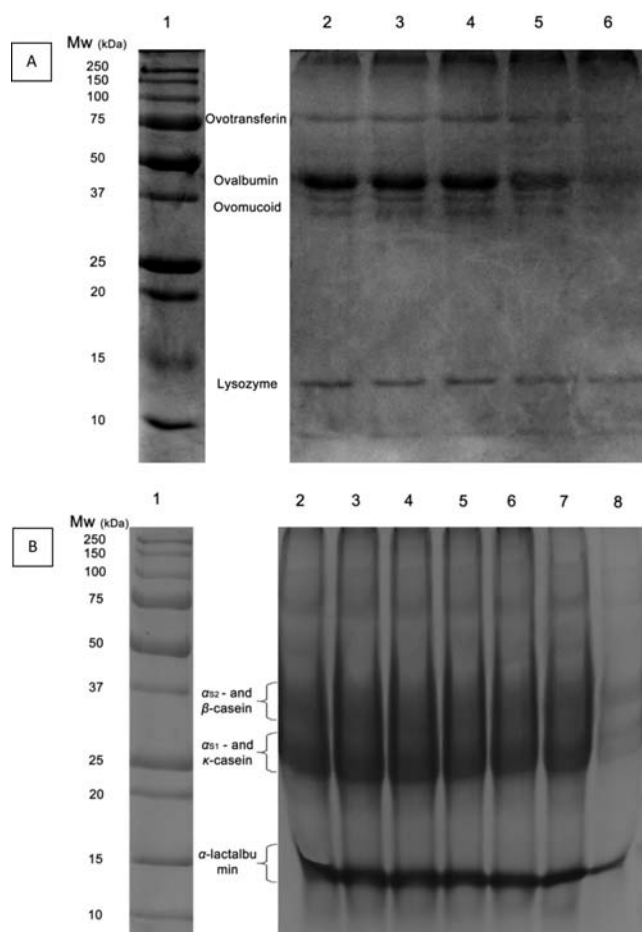 1 2 3 4 5 6
A
Mw (kDa)
250
150
100
75
Ovotransferin
50
Ovalbumin
37
Ovomucoid
25
20
15
Lysozyme
10
1 2 3 4 5 6 7 8
B
Mw (kDa)
250
150
100
75
50
37
αS2 - and
β-casein
αS1 - and
κ-casein
25
20
α-lactalbu
min
15
10